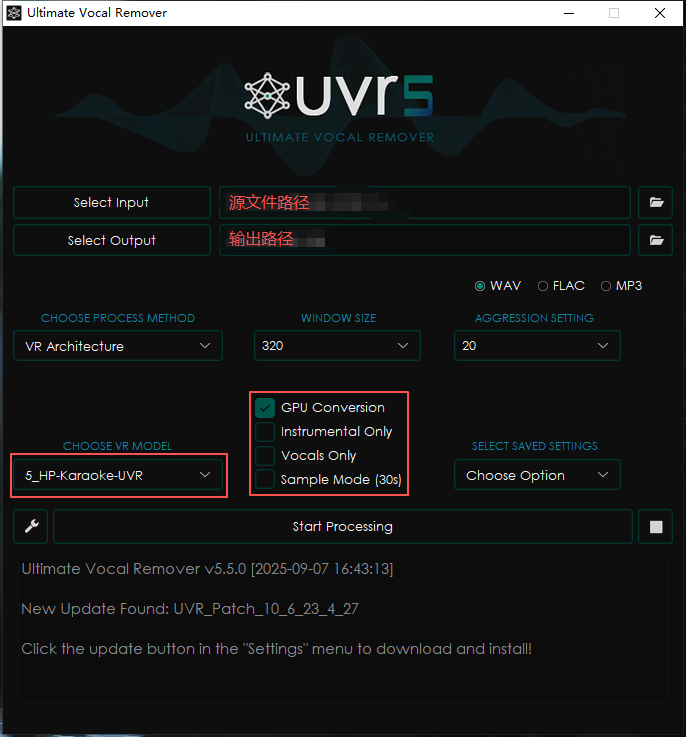 Ultimate Vocal Remover
uvr5
ULTIMATE VOCAL REMOVER
Select Input
源文件路径
Select Output
输出路径
WAV FLAC MP3
CHOOSE PROCESS METHOD WINDOW SIZE AGGRESSION SETTING
VR Architecture 320 20
GPU Conversion
Instrumental Only
CHOOSE VR MODEL Vocals Only SELECT SAVED SETTINGS
5_HP-Karaoke-UVR Sample Mode (30s) Choose Option
Start Processing
Ultimate Vocal Remover v5.5.0 [2025-09-07 16:43:13]
New Update Found: UVR_Patch_10_6_23_4_27
Click the update button in the "Settings" menu to download and install!